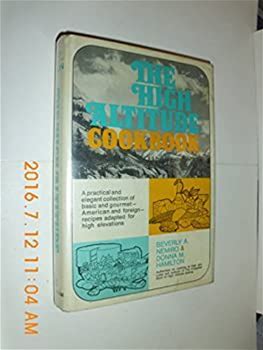 THE
HIGH
ALTITUDE
COOKBOOK
A practical and
elegant collection of
basic and gourmet–
American and foreign–
recipes adapted for
high elevations
BEVERLY A.
NEMIRO &
DONNA M.
HAMILTON
2016. 7. 12 11:04 AM